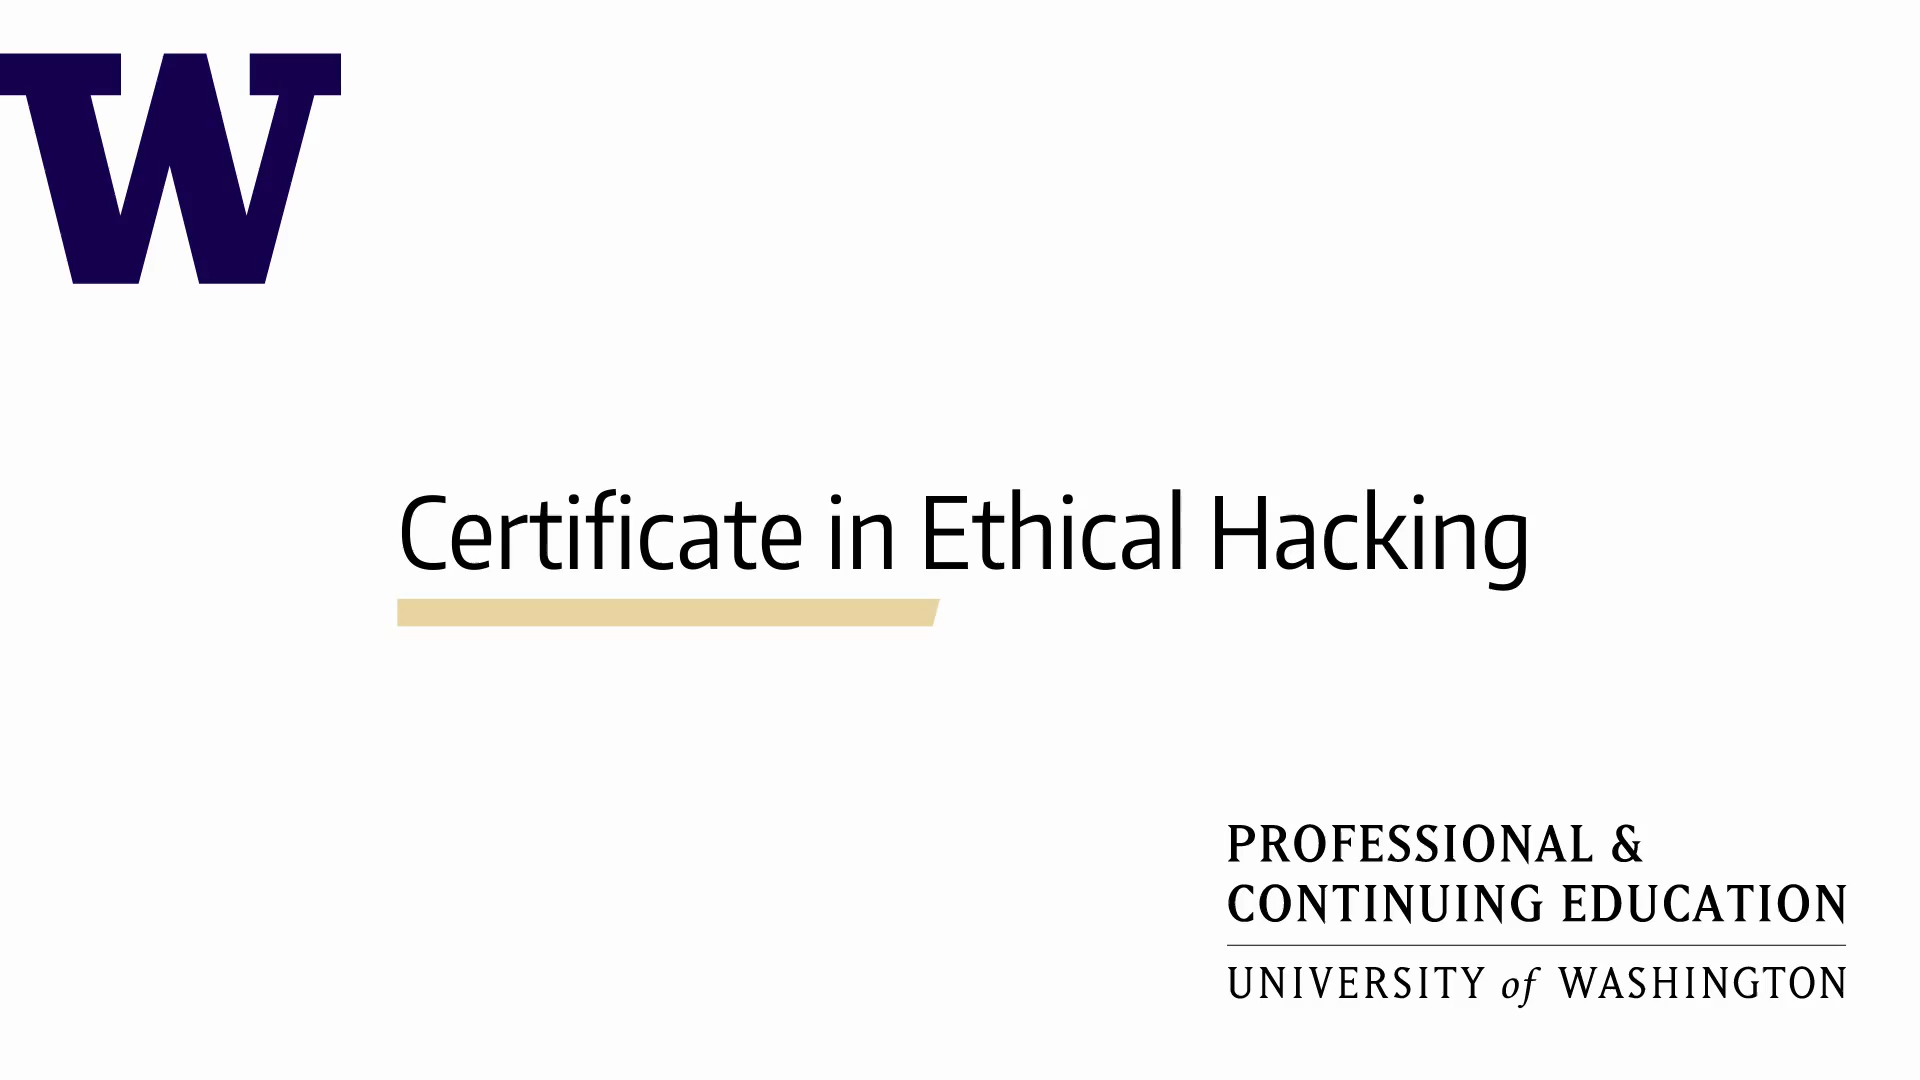 W
Certificate in Ethical Hacking
PROFESSIONAL &
CONTINUING EDUCATION
UNIVERSITY of WASHINGTON